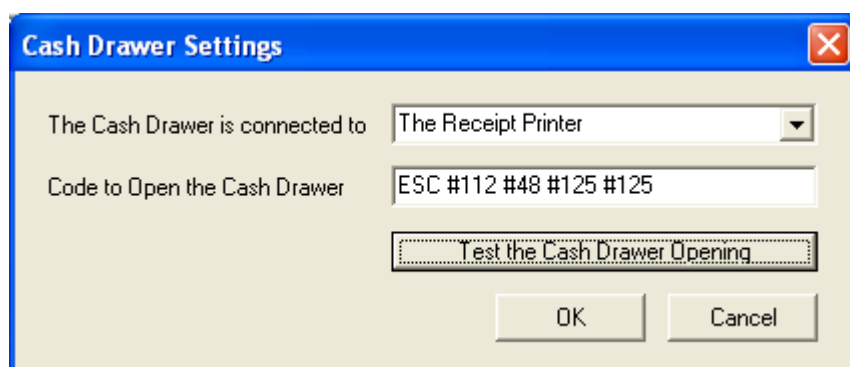 Cash Drawer Settings
The Cash Drawer is connected to The Receipt Printer
Code to Open the Cash Drawer ESC #112 #48 #125 #125
Test the Cash Drawer Opening
OK Cancel